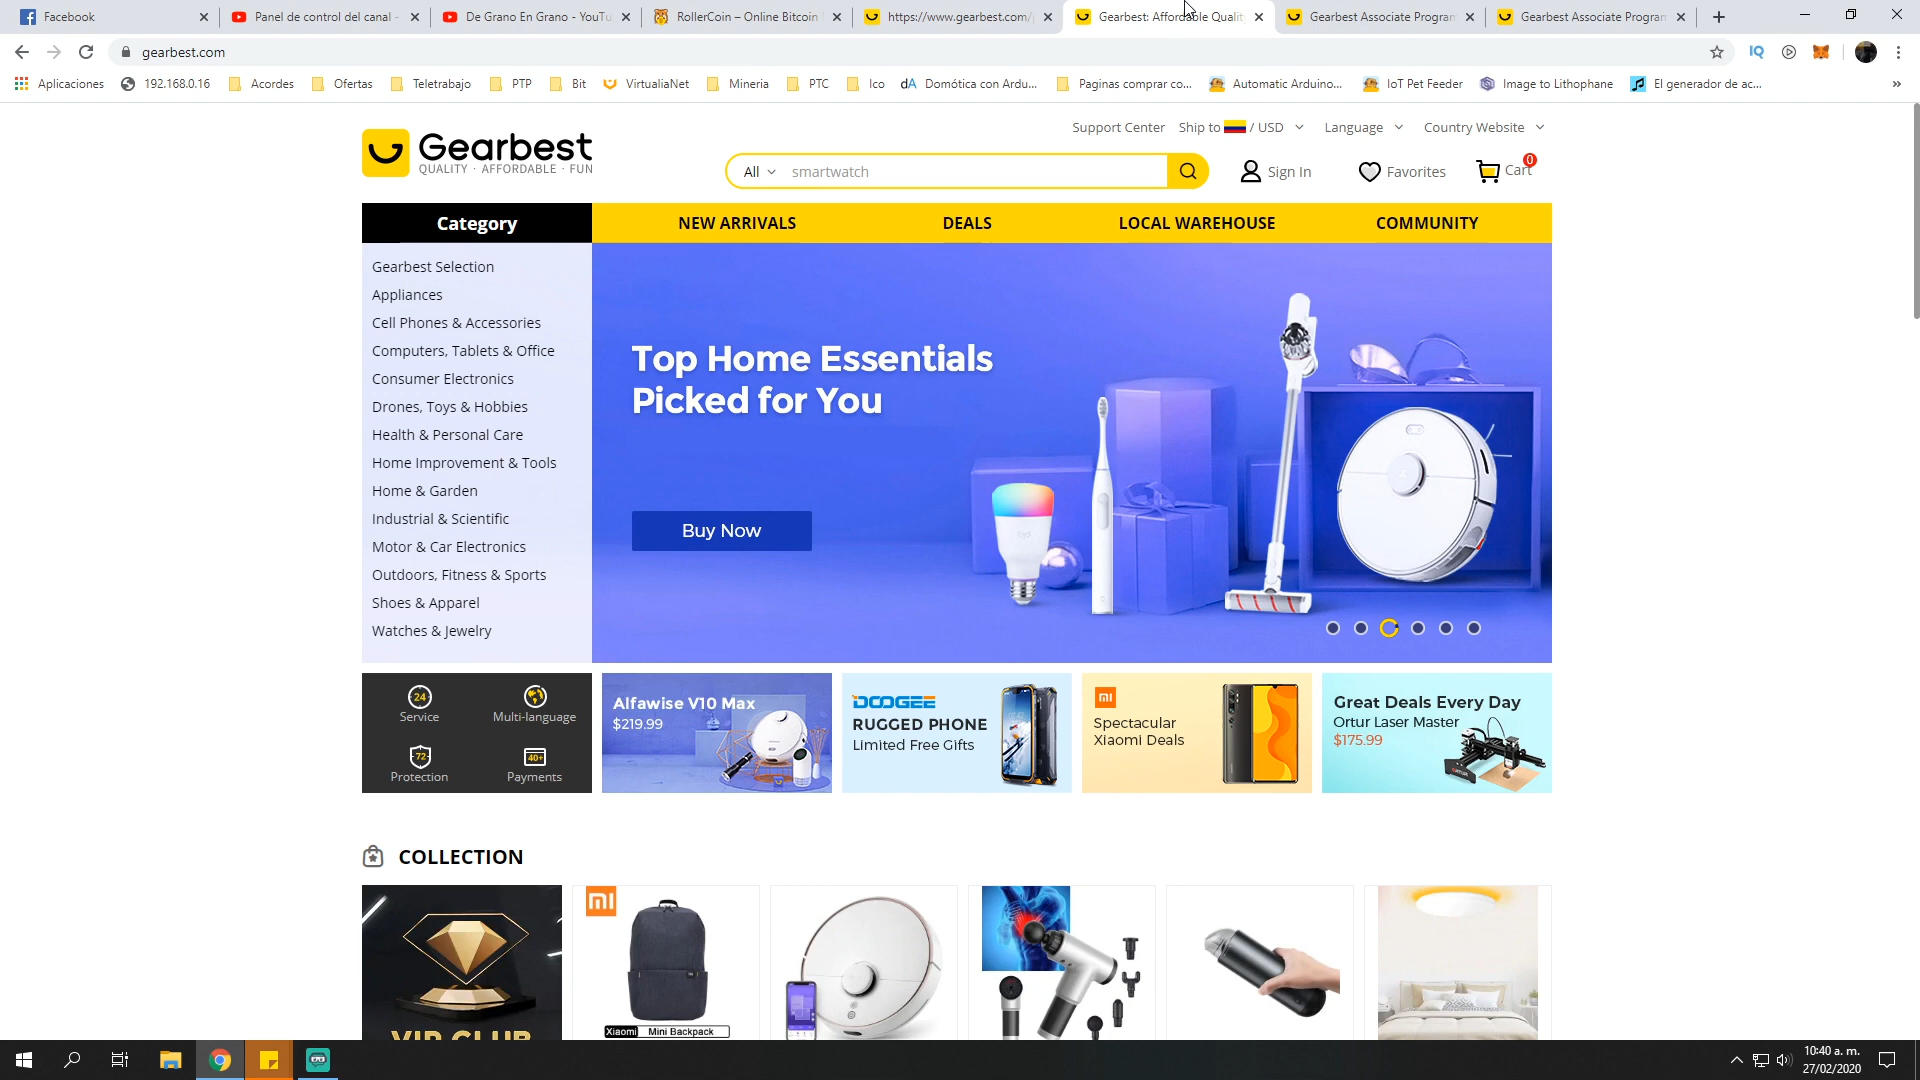 Facebook
Panel de control del canal -
De Grano En Grano - YouTu
RollerCoin – Online Bitcoin
https://www.gearbest.com/
Gearbest: Affordable Qualit
Gearbest Associate Program
Gearbest Associate Program
gearbest.com
IQ
Aplicaciones
192.168.0.16
Acordes
Ofertas
Teletrabajo
PTP
Bit
VirtualiaNet
Mineria
PTC
Ico
dA Domótica con Ardu...
Paginas comprar co...
Automatic Arduino...
IoT Pet Feeder
Image to Lithophane
El generador de ac...
»
Support Center
Ship to / USD
Language
Country Website
Gearbest
QUALITY · AFFORDABLE · FUN
All
smartwatch
Sign In
Favorites
0
Cart
Category
NEW ARRIVALS
DEALS
LOCAL WAREHOUSE
COMMUNITY
Gearbest Selection
Appliances
Cell Phones & Accessories
Computers, Tablets & Office
Consumer Electronics
Drones, Toys & Hobbies
Health & Personal Care
Home Improvement & Tools
Home & Garden
Industrial & Scientific
Motor & Car Electronics
Outdoors, Fitness & Sports
Shoes & Apparel
Watches & Jewelry
Top Home Essentials
Picked for You
Buy Now
24
Service
Multi-language
72
Protection
40+
Payments
Alfawise V10 Max
$219.99
DOOGEE
RUGGED PHONE
Limited Free Gifts
mi
Spectacular
Xiaomi Deals
Great Deals Every Day
Ortur Laser Master
$175.99
COLLECTION
VIP CLUB
mi
Xiaomi Mini Backpack
10:40 a. m.
27/02/2020